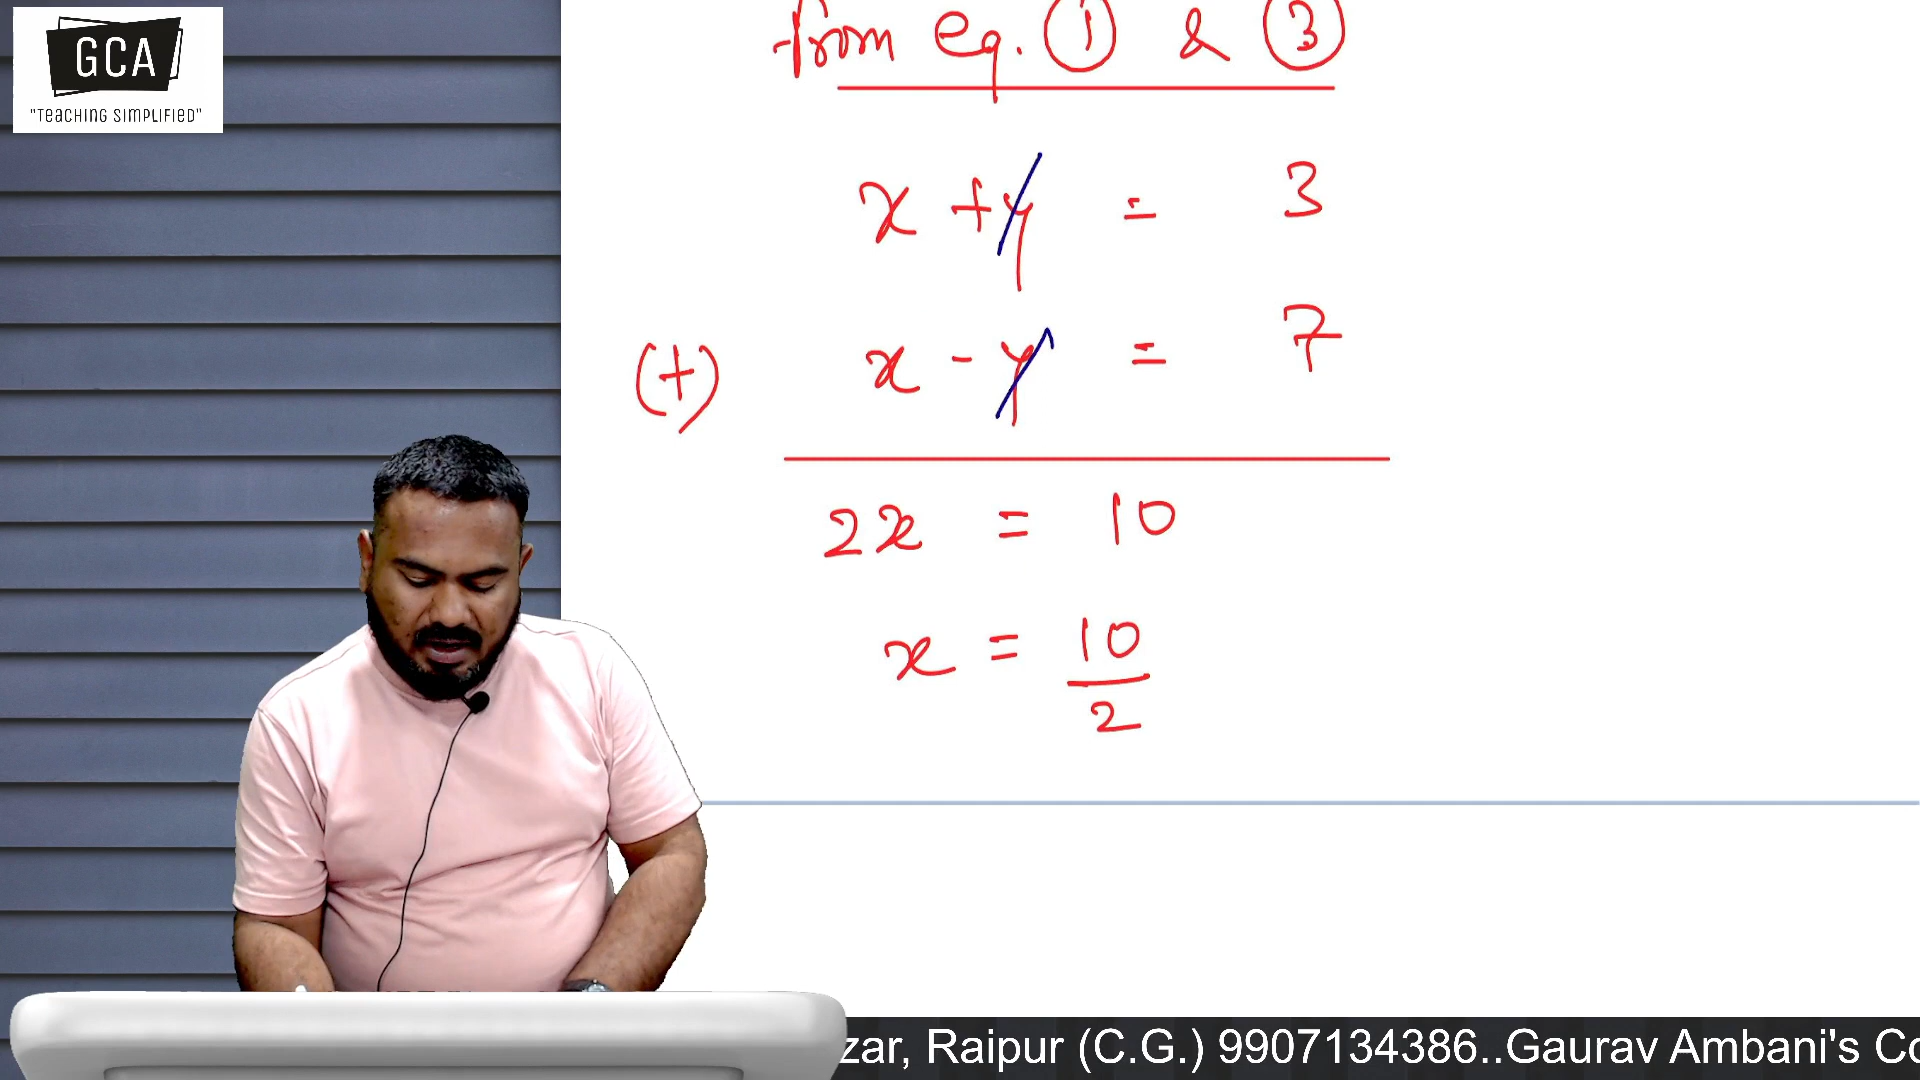 GCA
"TEACHING SIMPLIFIED"
from eq. ① & ③
x + y = 3
(+) x - y = 7
2x = 10
x = 10
2
zar, Raipur (C.G.) 9907134386..Gaurav Ambani's Co